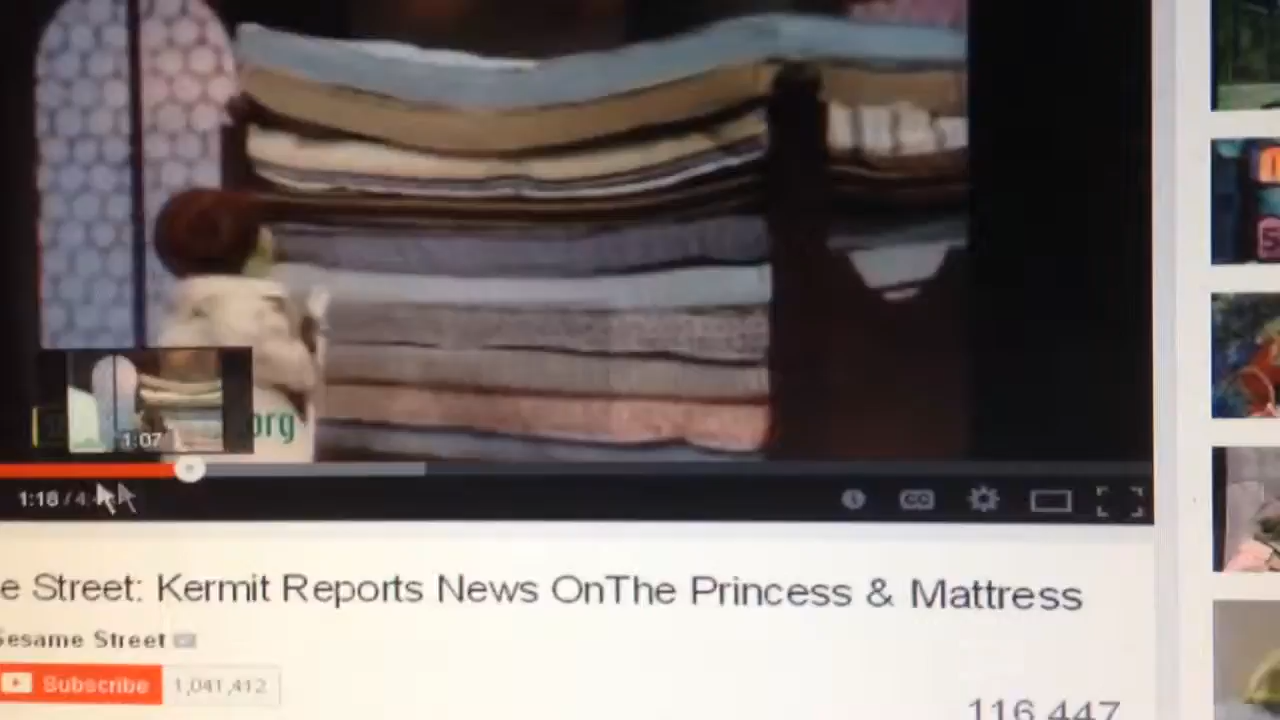 1:07
org
1:18 / 4
CC
e Street: Kermit Reports News OnThe Princess & Mattress
Sesame Street
Subscribe 1,041,412
116,447